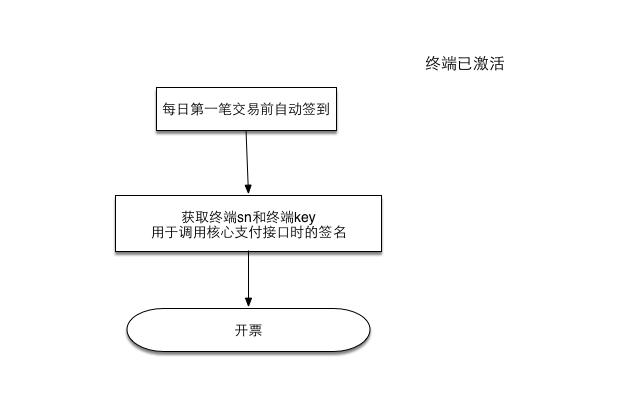 终端已激活
每日第一笔交易前自动签到
获取终端sn和终端key
用于调用核心支付接口时的签名
开票